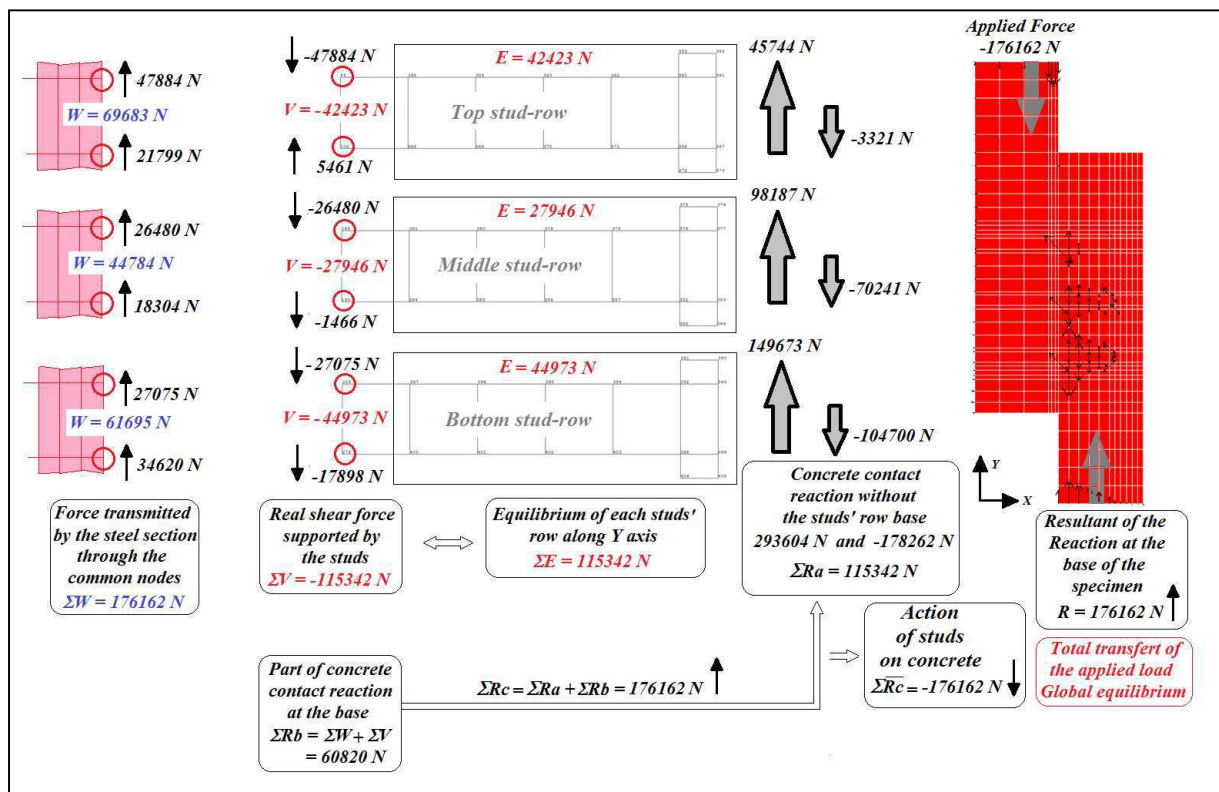 Applied Force
-176162 N
47884 N
W = 69683 N
21799 N
-47884 N
V = -42423 N
5461 N
E = 42423 N
Top stud-row
45744 N
-3321 N
26480 N
W = 44784 N
18304 N
-26480 N
V = -27946 N
-1466 N
E = 27946 N
Middle stud-row
98187 N
-70241 N
27075 N
W = 61695 N
34620 N
-27075 N
V = -44973 N
-17898 N
E = 44973 N
Bottom stud-row
149673 N
-104700 N
Y
X
Force transmitted
by the steel section
through the
common nodes
ΣW = 176162 N
Real shear force
supported by
the studs
ΣV = -115342 N
Equilibrium of each studs'
row along Y axis
ΣE = 115342 N
Concrete contact
reaction without
the studs' row base
293604 N and -178262 N
ΣRa = 115342 N
Resultant of the
Reaction at the
base of the
specimen
R = 176162 N
Part of concrete
contact reaction
at the base
ΣRb = ΣW+ ΣV
= 60820 N
ΣRc = ΣRa + ΣRb = 176162 N
Action
of studs
on concrete
ΣR̅c̅ = -176162 N
Total transfert of
the applied load
Global equilibrium